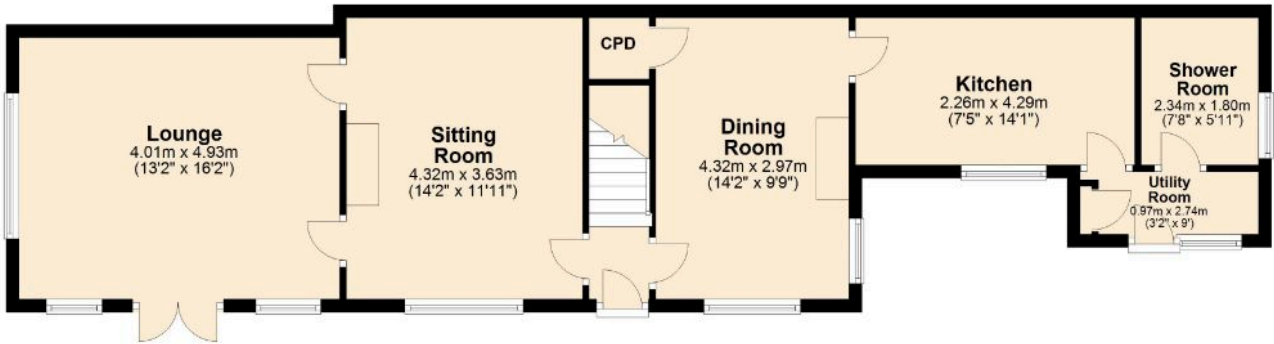 Lounge
4.01m x 4.93m
(13'2" x 16'2")
Sitting
Room
4.32m x 3.63m
(14'2" x 11'11")
CPD
Dining
Room
4.32m x 2.97m
(14'2" x 9'9")
Kitchen
2.26m x 4.29m
(7'5" x 14'1")
Shower
Room
2.34m x 1.80m
(7'8" x 5'11")
Utility
Room
0.97m x 2.74m
(3'2" x 9')